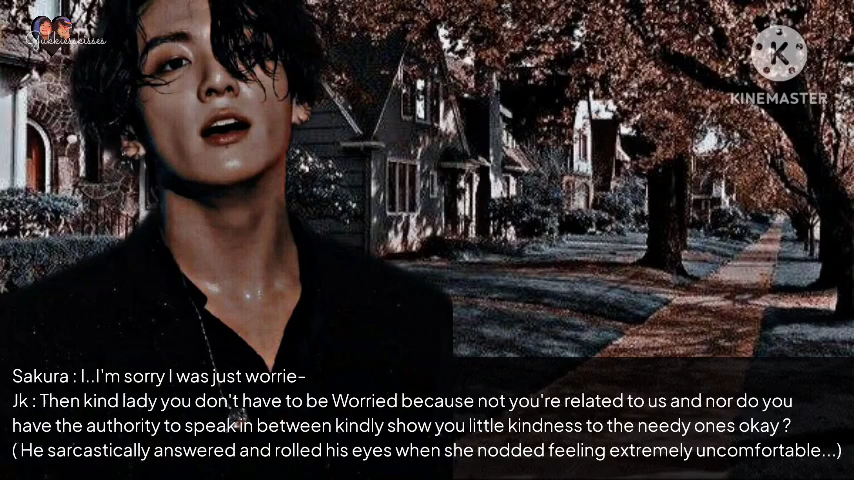 Jukkiesskisses
KINEMASTER
Sakura : I..I'm sorry I was just worrie-
Jk : Then kind lady you don't have to be Worried because not you're related to us and nor do you
have the authority to speak in between kindly show you little kindness to the needy ones okay ?
( He sarcastically answered and rolled his eyes when she nodded feeling extremely uncomfortable...)